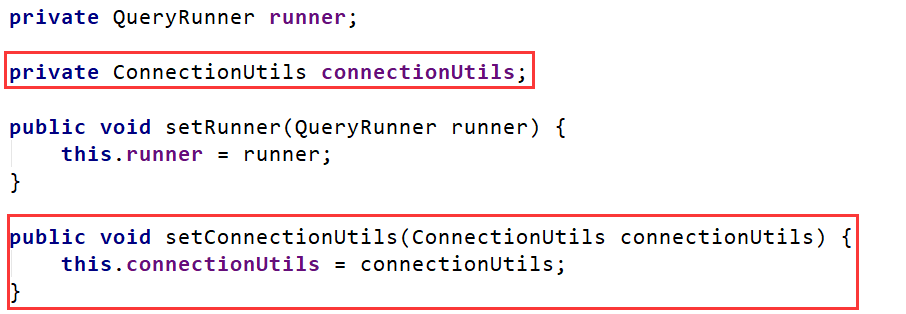 private QueryRunner runner;
private ConnectionUtils connectionUtils;
public void setRunner(QueryRunner runner) {
    this.runner = runner;
}
public void setConnectionUtils(ConnectionUtils connectionUtils) {
    this.connectionUtils = connectionUtils;
}